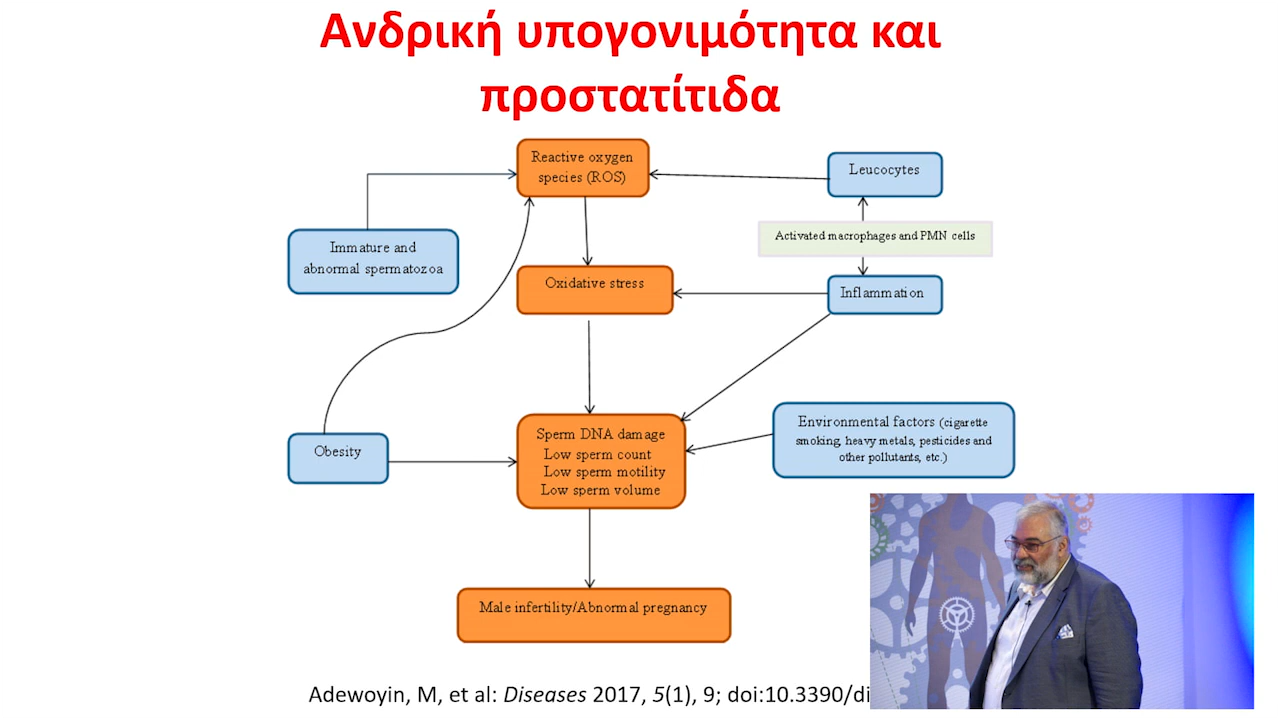 Ανδρική υπογονιμότητα και
προστατίτιδα
Reactive oxygen
species (ROS)
Leucocytes
Activated macrophages and PMN cells
Immature and
abnormal spermatozoa
Oxidative stress
Inflammation
Environmental factors (cigarette
smoking, heavy metals, pesticides and
other pollutants, etc.)
Obesity
Sperm DNA damage
Low sperm count
Low sperm motility
Low sperm volume
Male infertility/Abnormal pregnancy
Adewoyin, M, et al: Diseases 2017, 5(1), 9; doi:10.3390/di